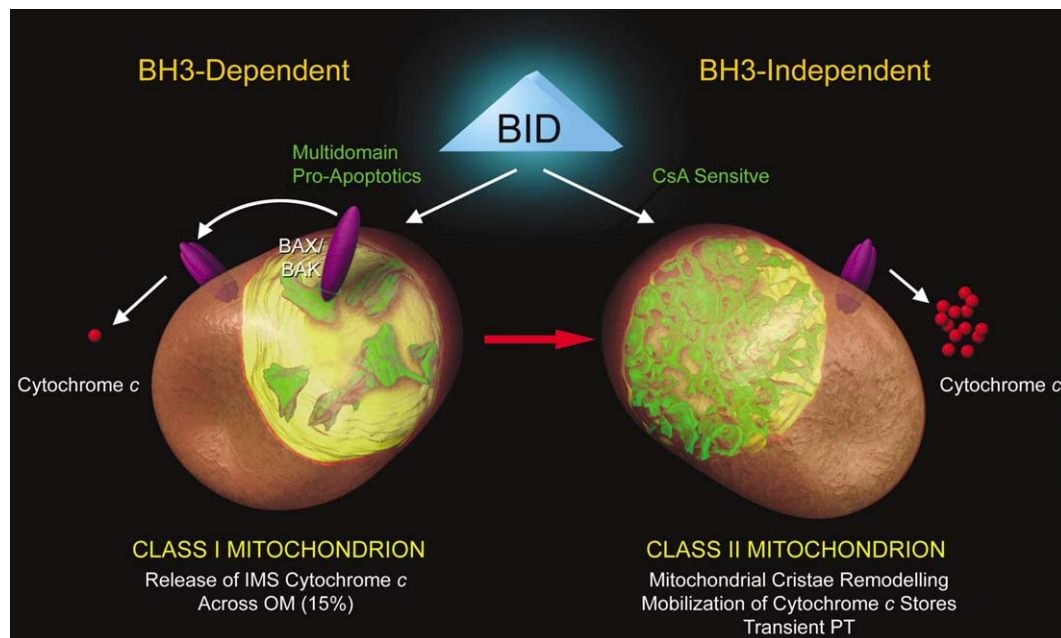 BH3-Dependent
BH3-Independent
BID
Multidomain
Pro-Apoptotics
CsA Sensitve
BAX/
BAK
Cytochrome c
Cytochrome c
CLASS I MITOCHONDRION
Release of IMS Cytochrome c
Across OM (15%)
CLASS II MITOCHONDRION
Mitochondrial Cristae Remodelling
Mobilization of Cytochrome c Stores
Transient PT